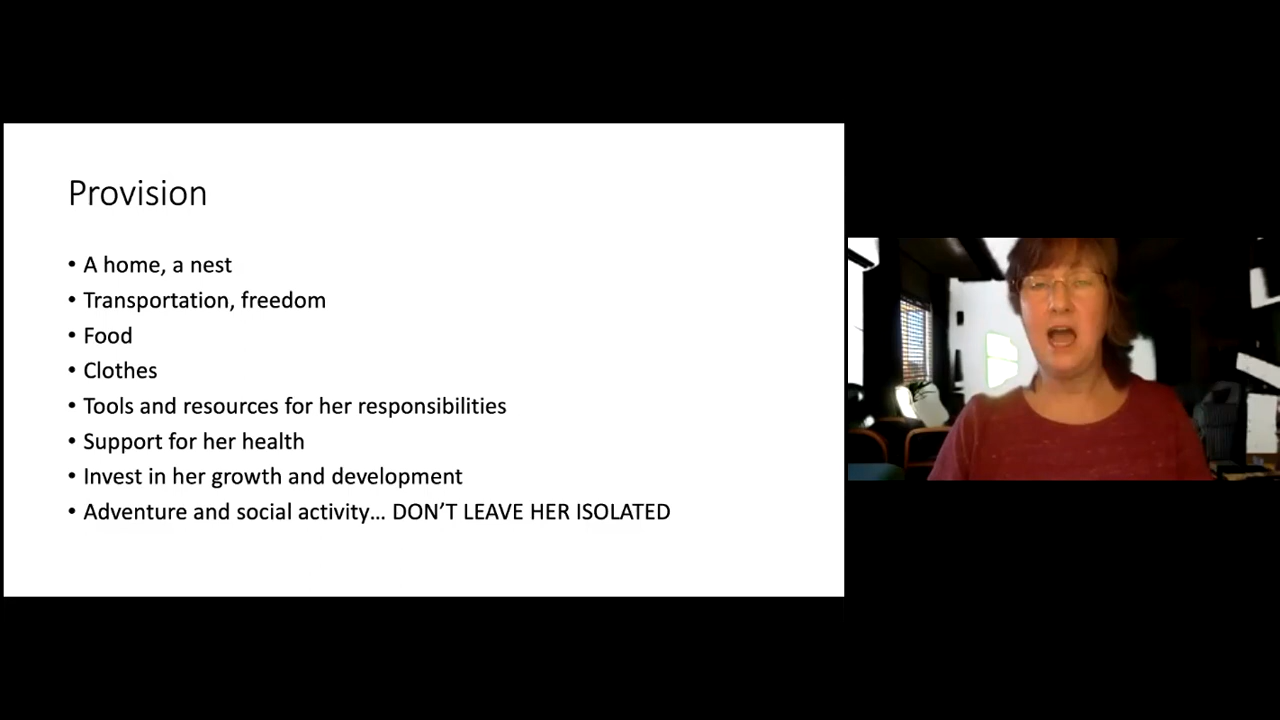 Provision
• A home, a nest
• Transportation, freedom
• Food
• Clothes
• Tools and resources for her responsibilities
• Support for her health
• Invest in her growth and development
• Adventure and social activity… DON’T LEAVE HER ISOLATED